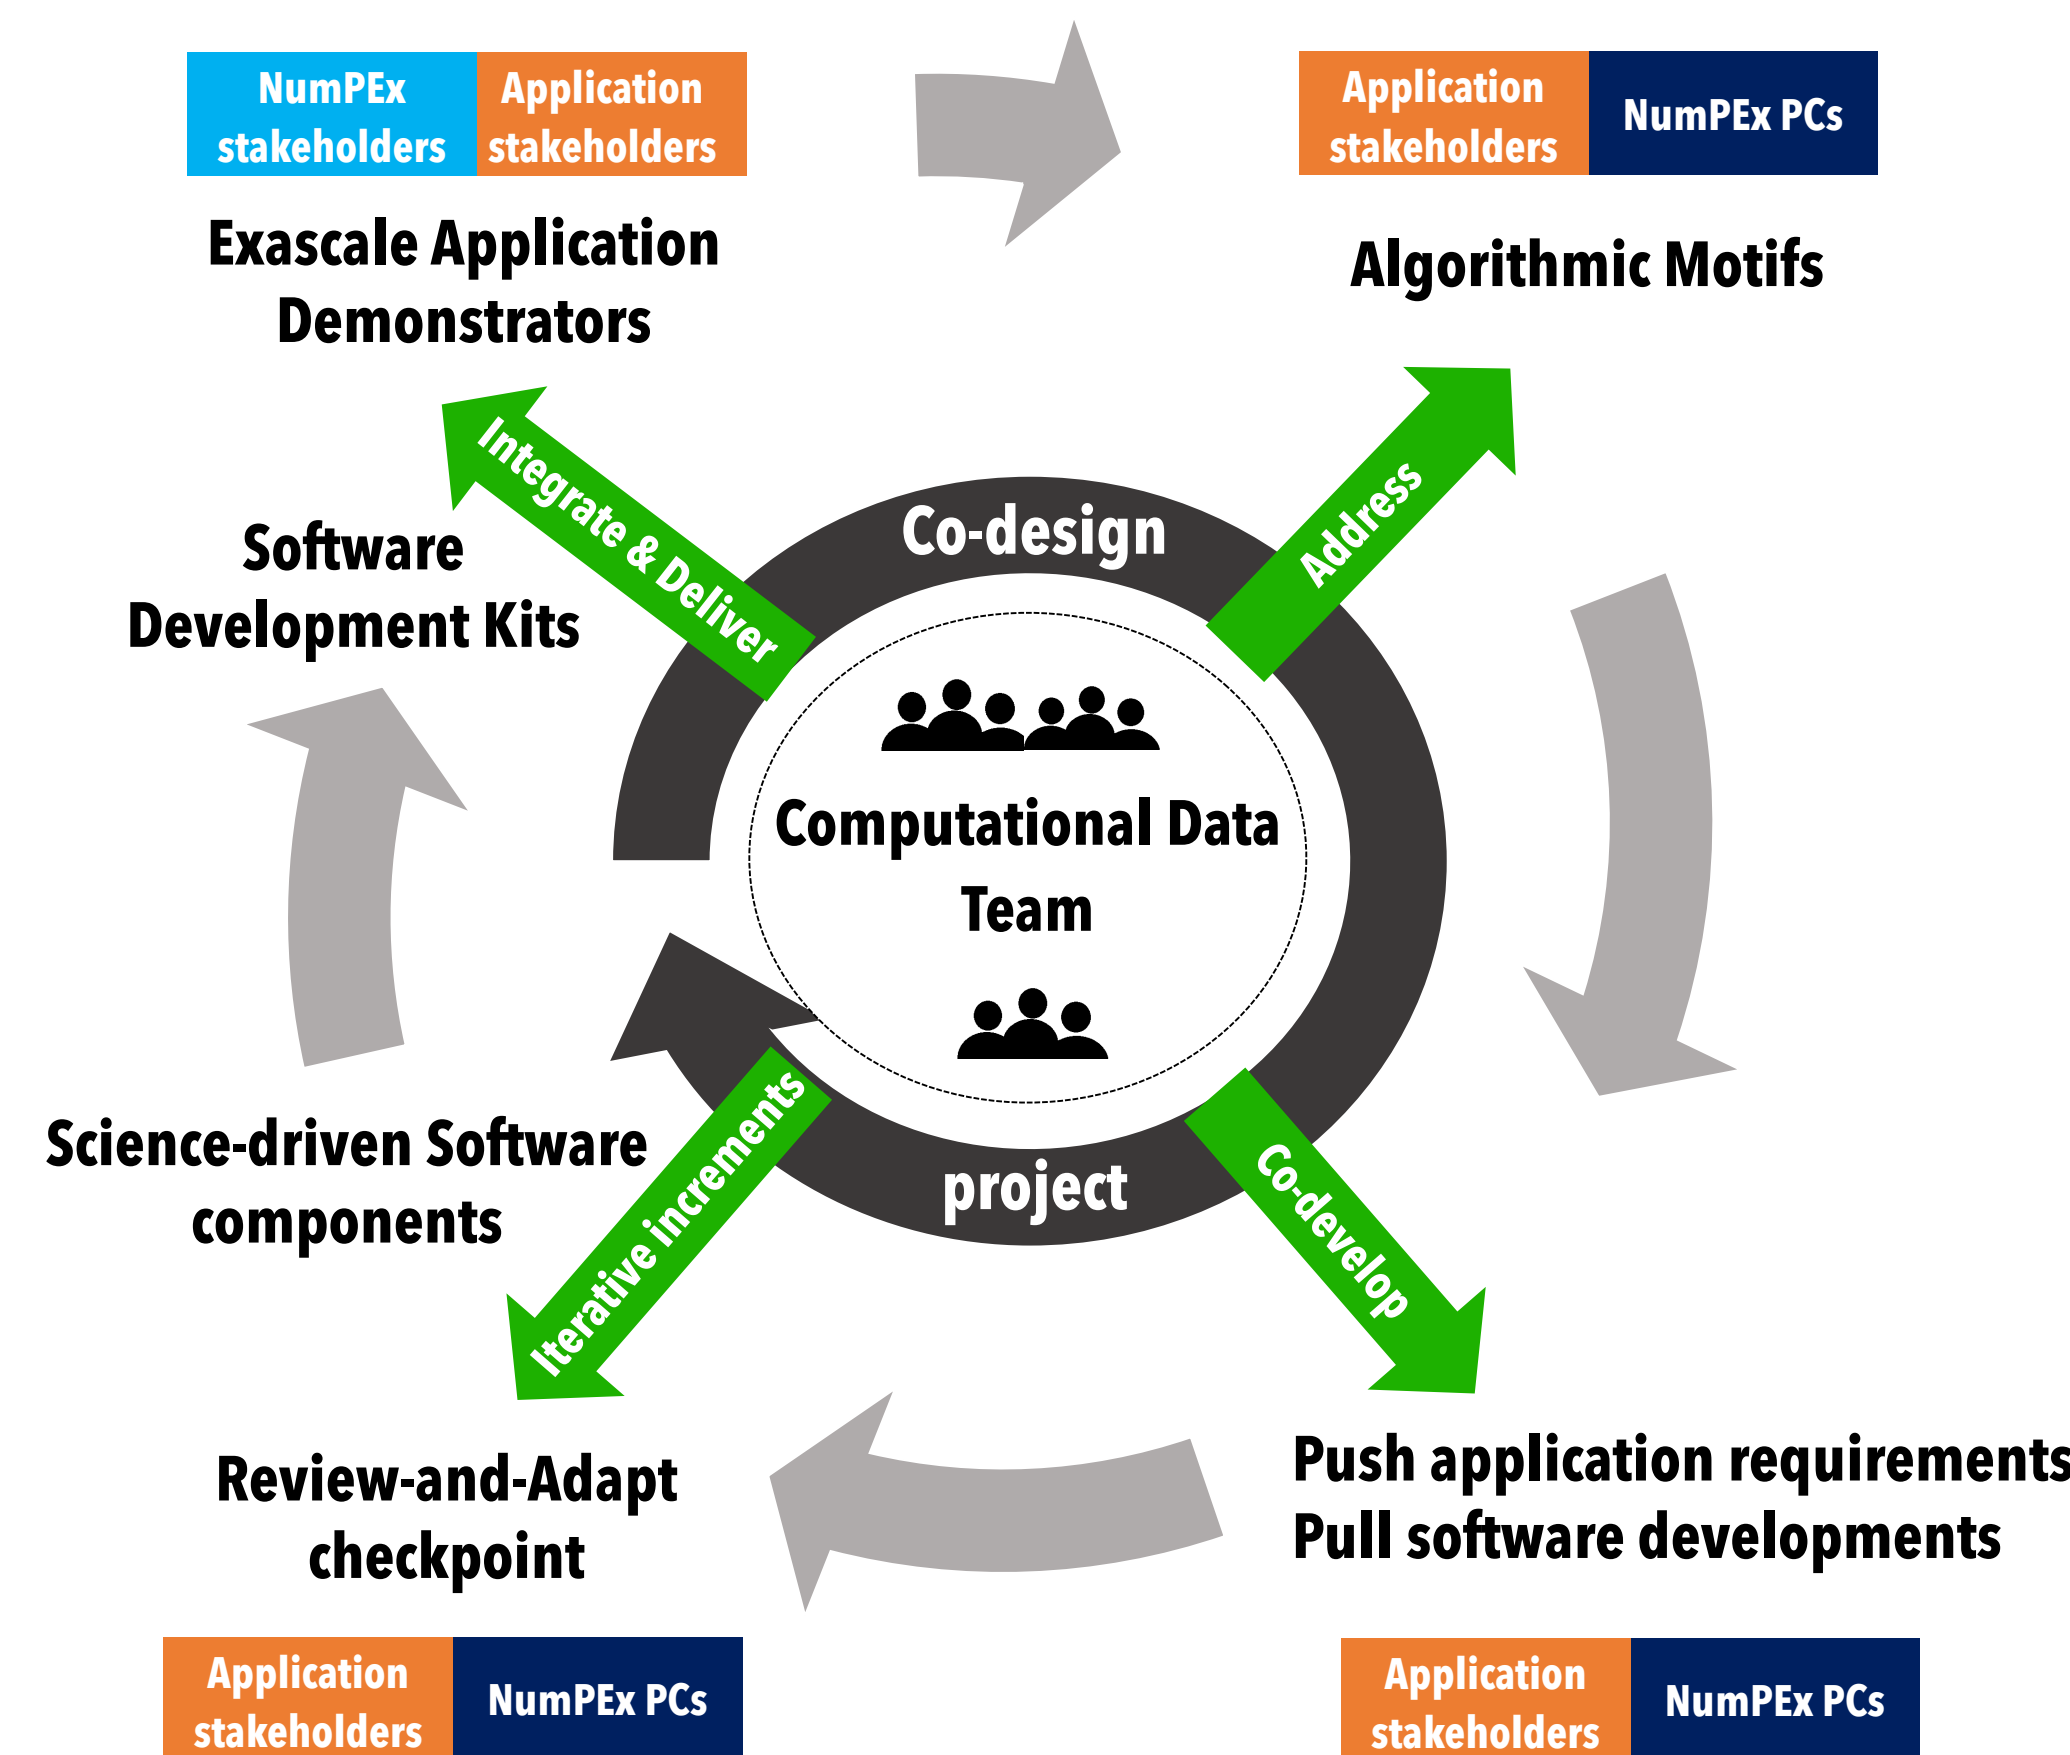 NumPEx
stakeholders
Application
stakeholders
Application
stakeholders
NumPEx PCs
Exascale Application
Demonstrators
Algorithmic Motifs
Integrate & Deliver
Address
Co-design
Software
Development Kits
Computational Data
Team
Science-driven Software
components
Iterative increments
project
Co-develop
Review-and-Adapt
checkpoint
Push application requirements
Pull software developments
Application
stakeholders
NumPEx PCs
Application
stakeholders
NumPEx PCs